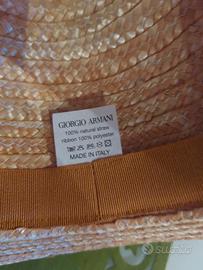 GIORGIO ARMANI
100% natural straw
ribbon 100% polyester
MADE IN ITALY
Subito